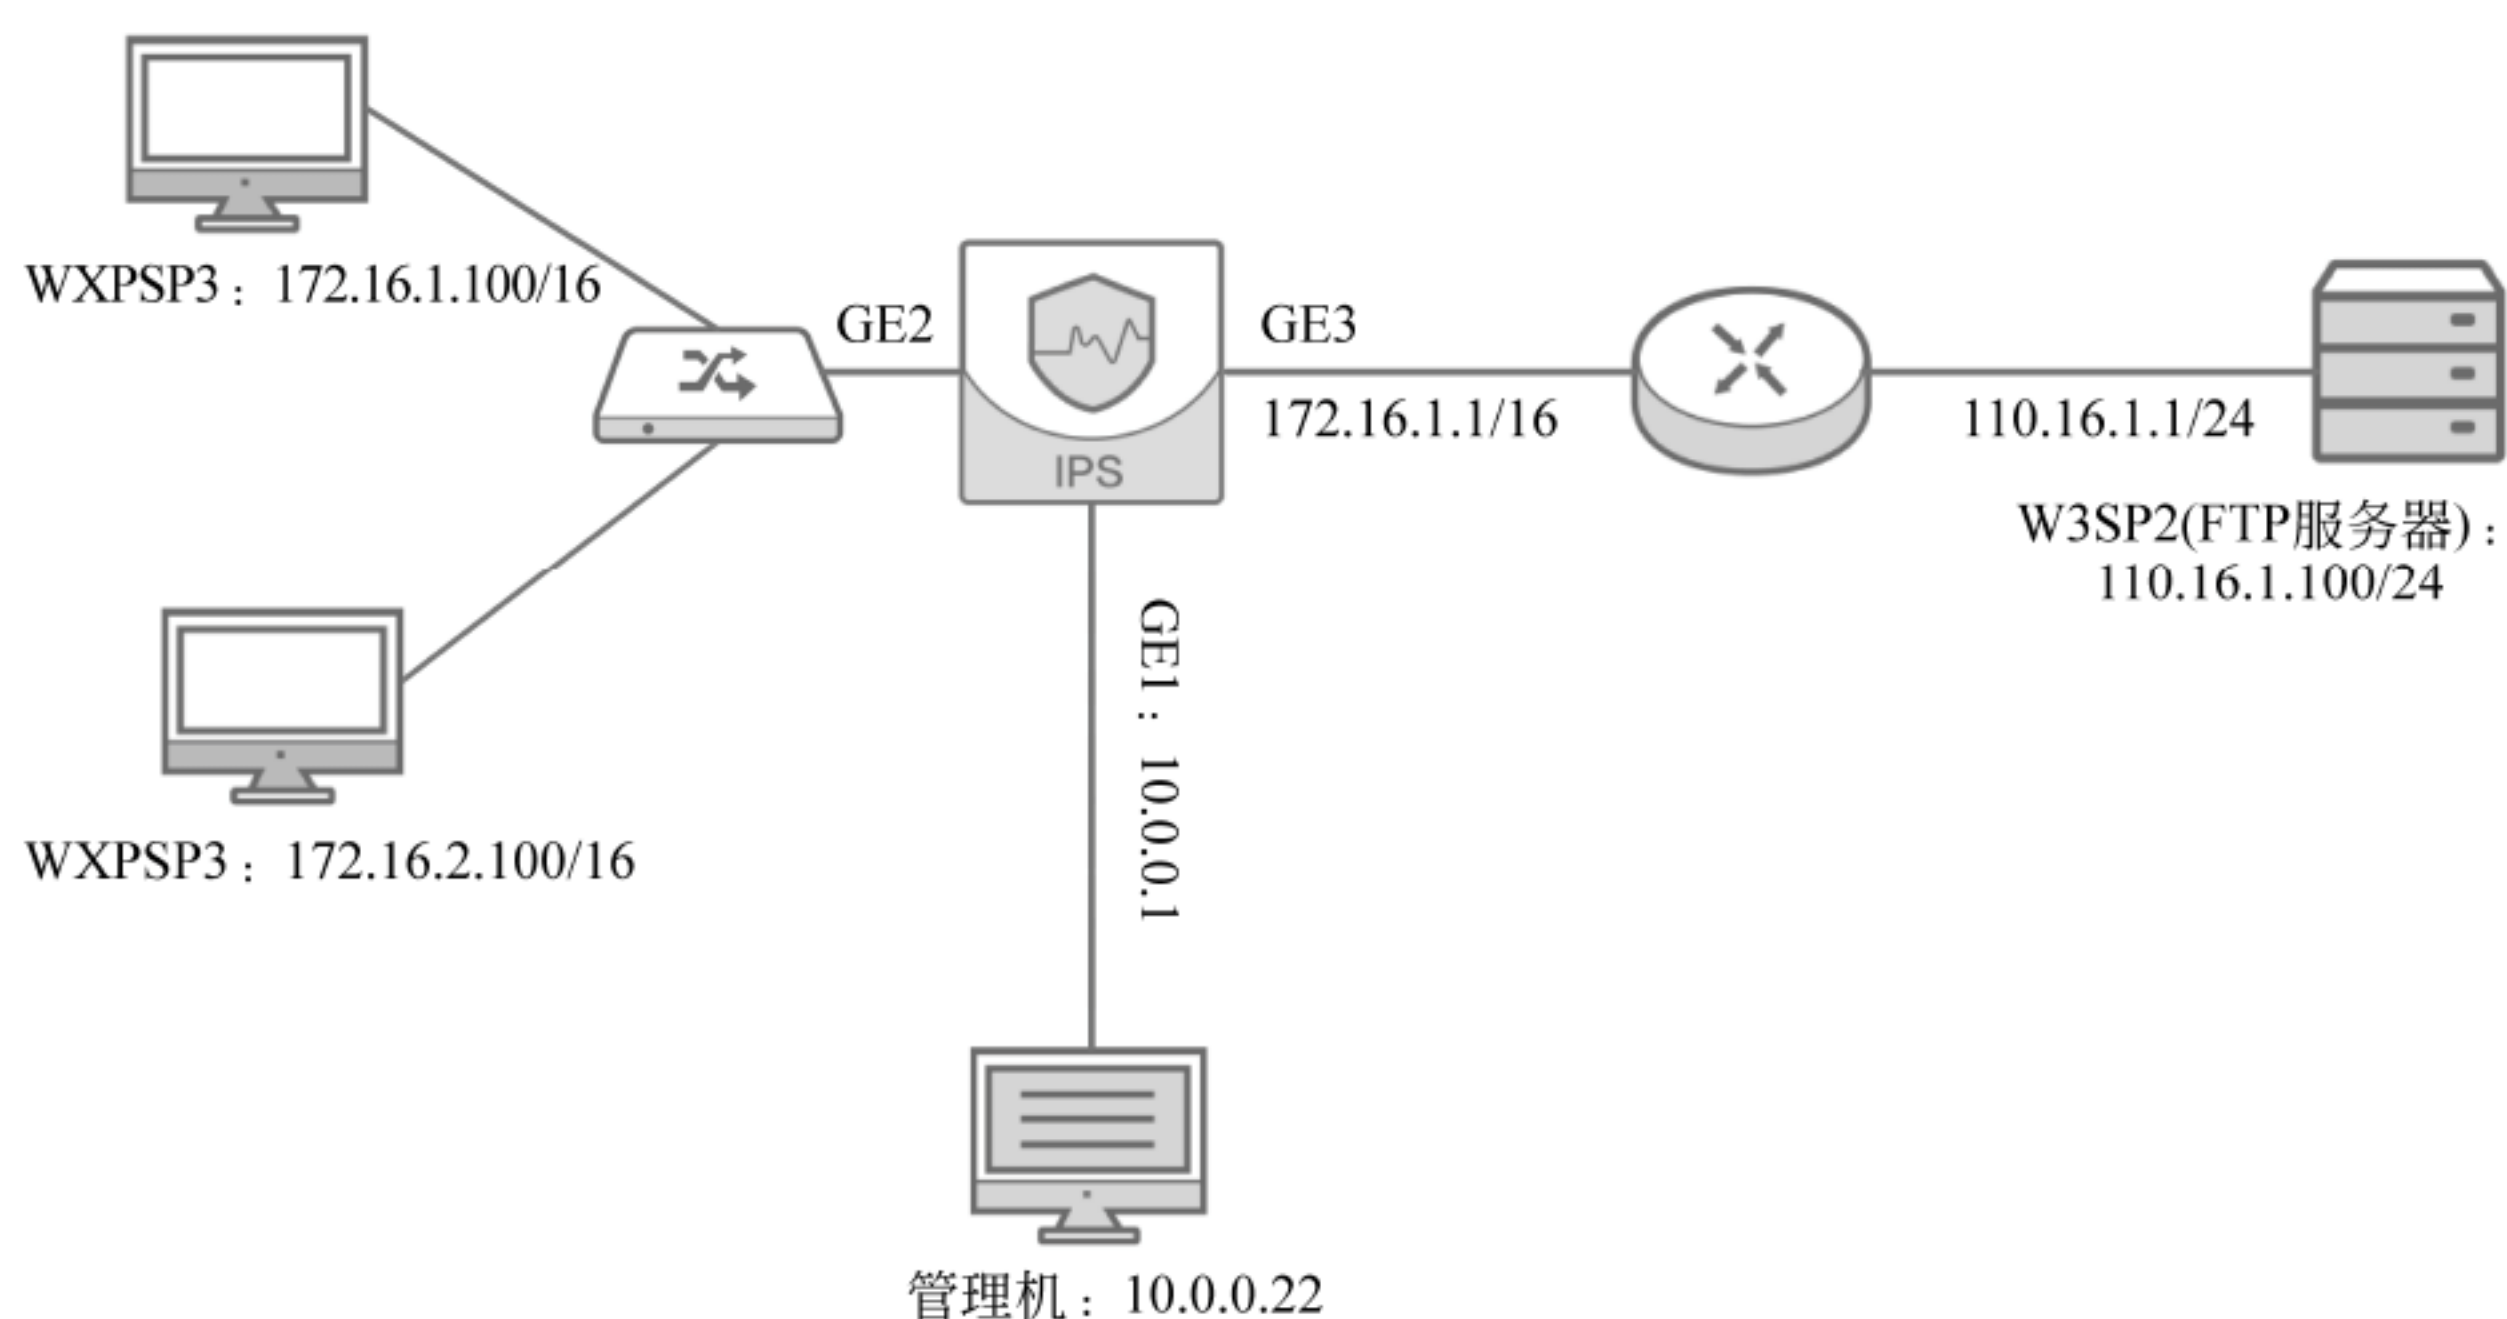 WXPSP3：172.16.1.100/16
GE2
GE3
IPS
172.16.1.1/16
110.16.1.1/24
W3SP2(FTP服务器)：
110.16.1.100/24
GE1：10.0.0.1
WXPSP3：172.16.2.100/16
管理机：10.0.0.22